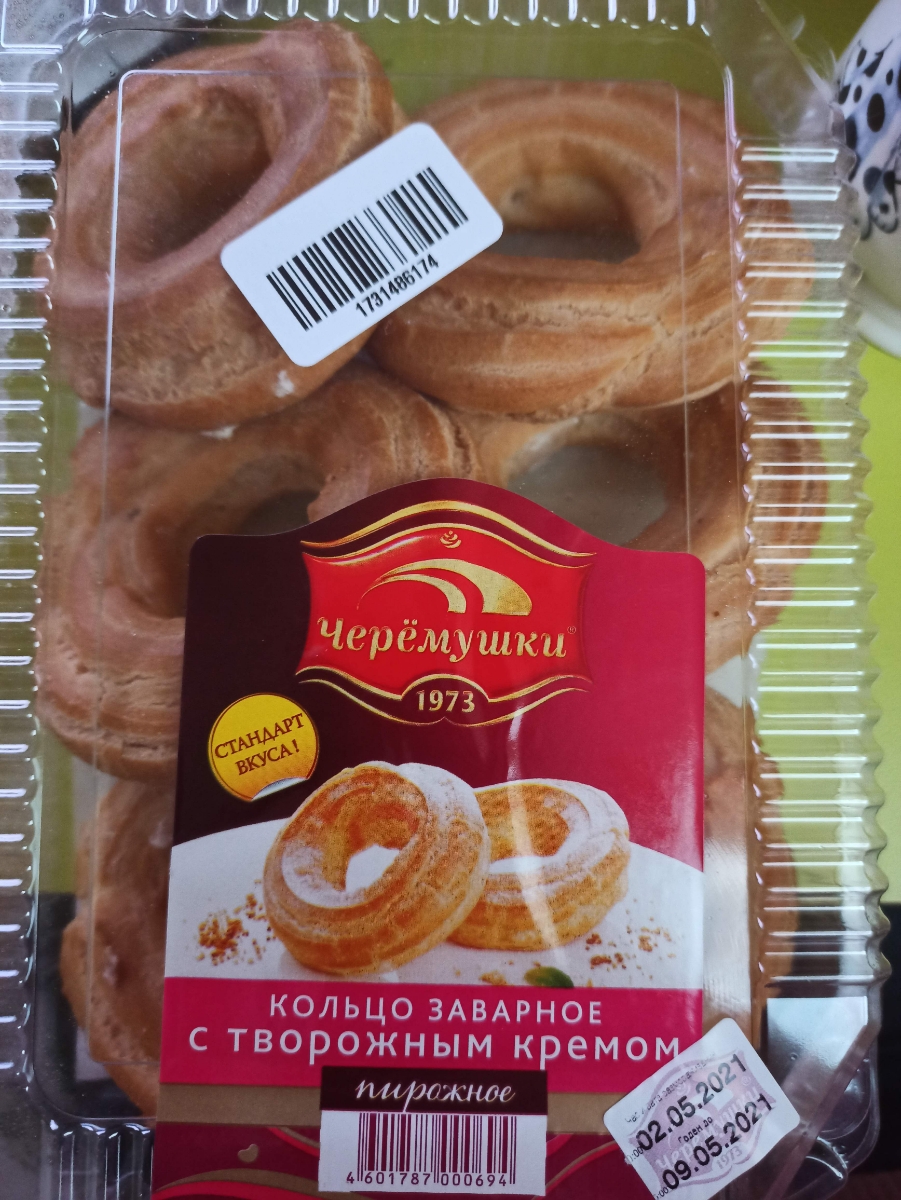 1731486174
Черёмушки®
1973
СТАНДАРТ
ВКУСА!
КОЛЬЦО ЗАВАРНОЕ
С ТВОРОЖНЫМ КРЕМОМ
пирожное
4 601787 000694
02.05.2021
Годен до
09.05.2021
1973